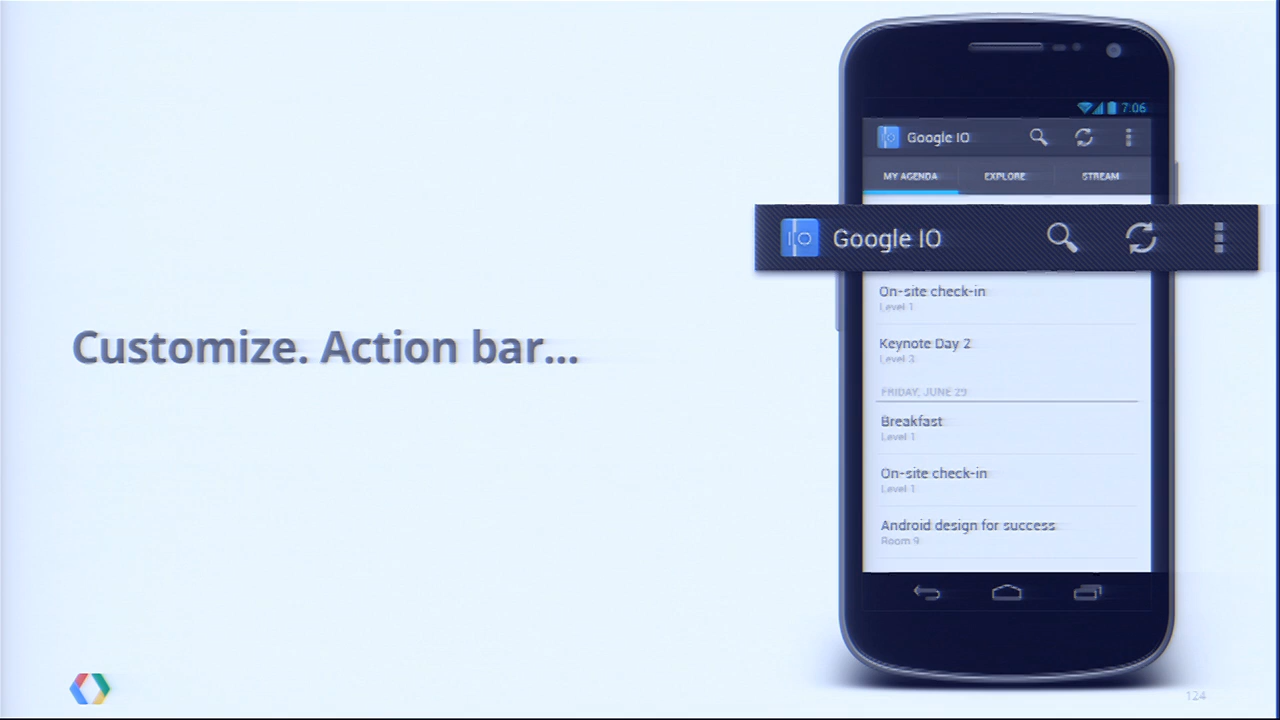 Customize. Action bar...
7:06
Google IO
MY AGENDA EXPLORE STREAM
IO Google IO
On-site check-in
Level 1
Keynote Day 2
Level 3
FRIDAY, JUNE 29
Breakfast
Level 1
On-site check-in
Level 1
Android design for success
Room 9
124